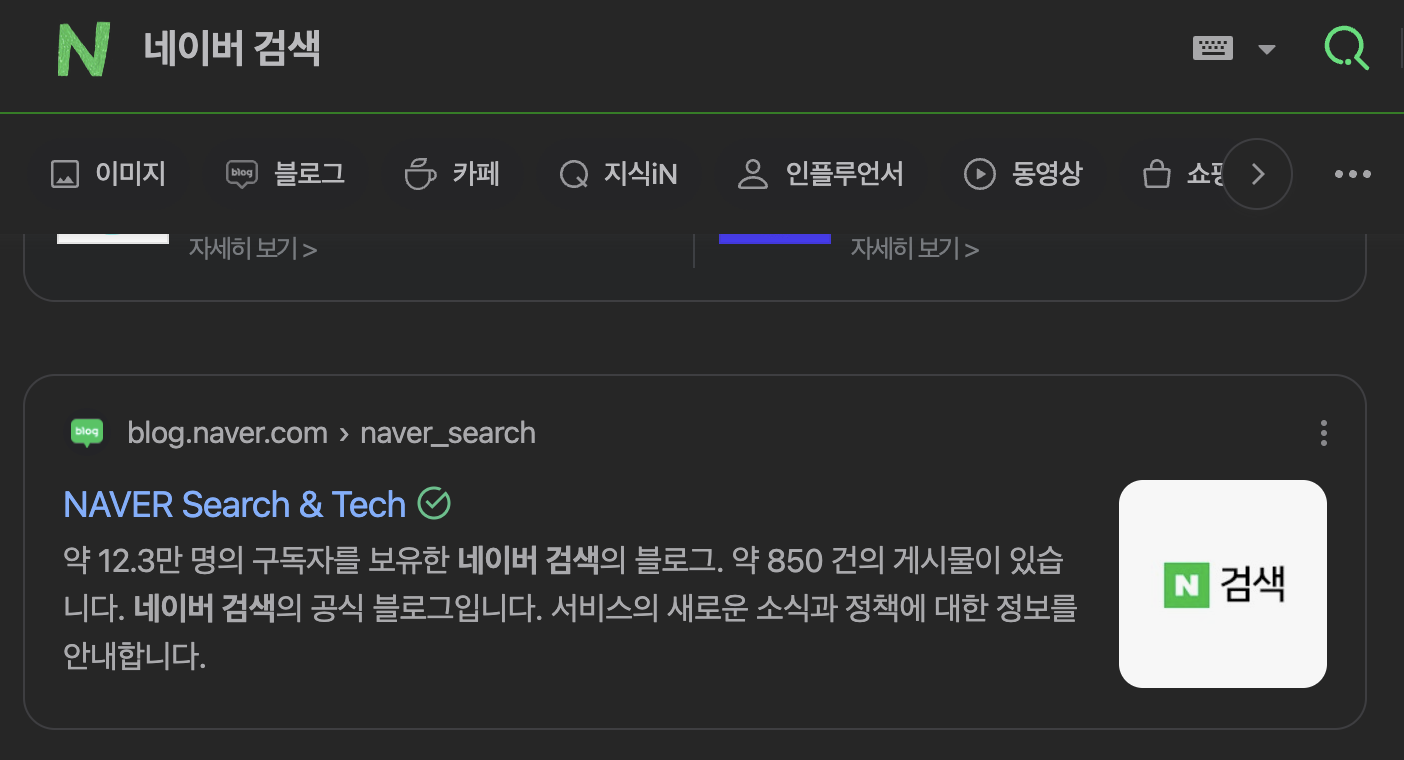 N 네이버 검색
이미지 blog 블로그 카페 지식iN 인플루언서 동영상
자세히 보기 > 자세히 보기 >
blog blog.naver.com › naver_search
NAVER Search & Tech
약 12.3만 명의 구독자를 보유한 네이버 검색의 블로그. 약 850 건의 게시물이 있습
니다. 네이버 검색의 공식 블로그입니다. 서비스의 새로운 소식과 정책에 대한 정보를
안내합니다.
N 검색